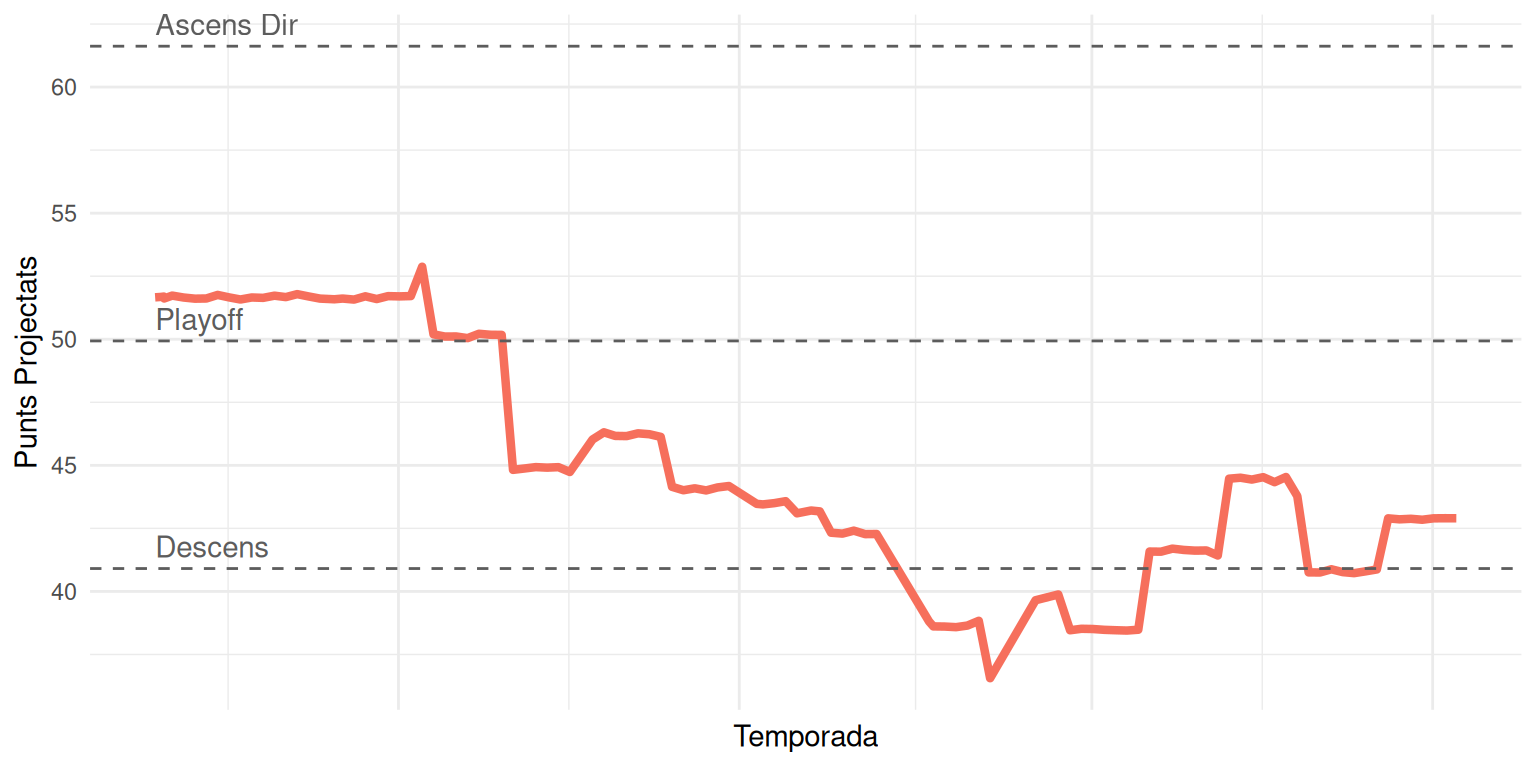 Ascens Dir
60
55
Playoff
50
45
Descens
40
Punts Projectats
Temporada